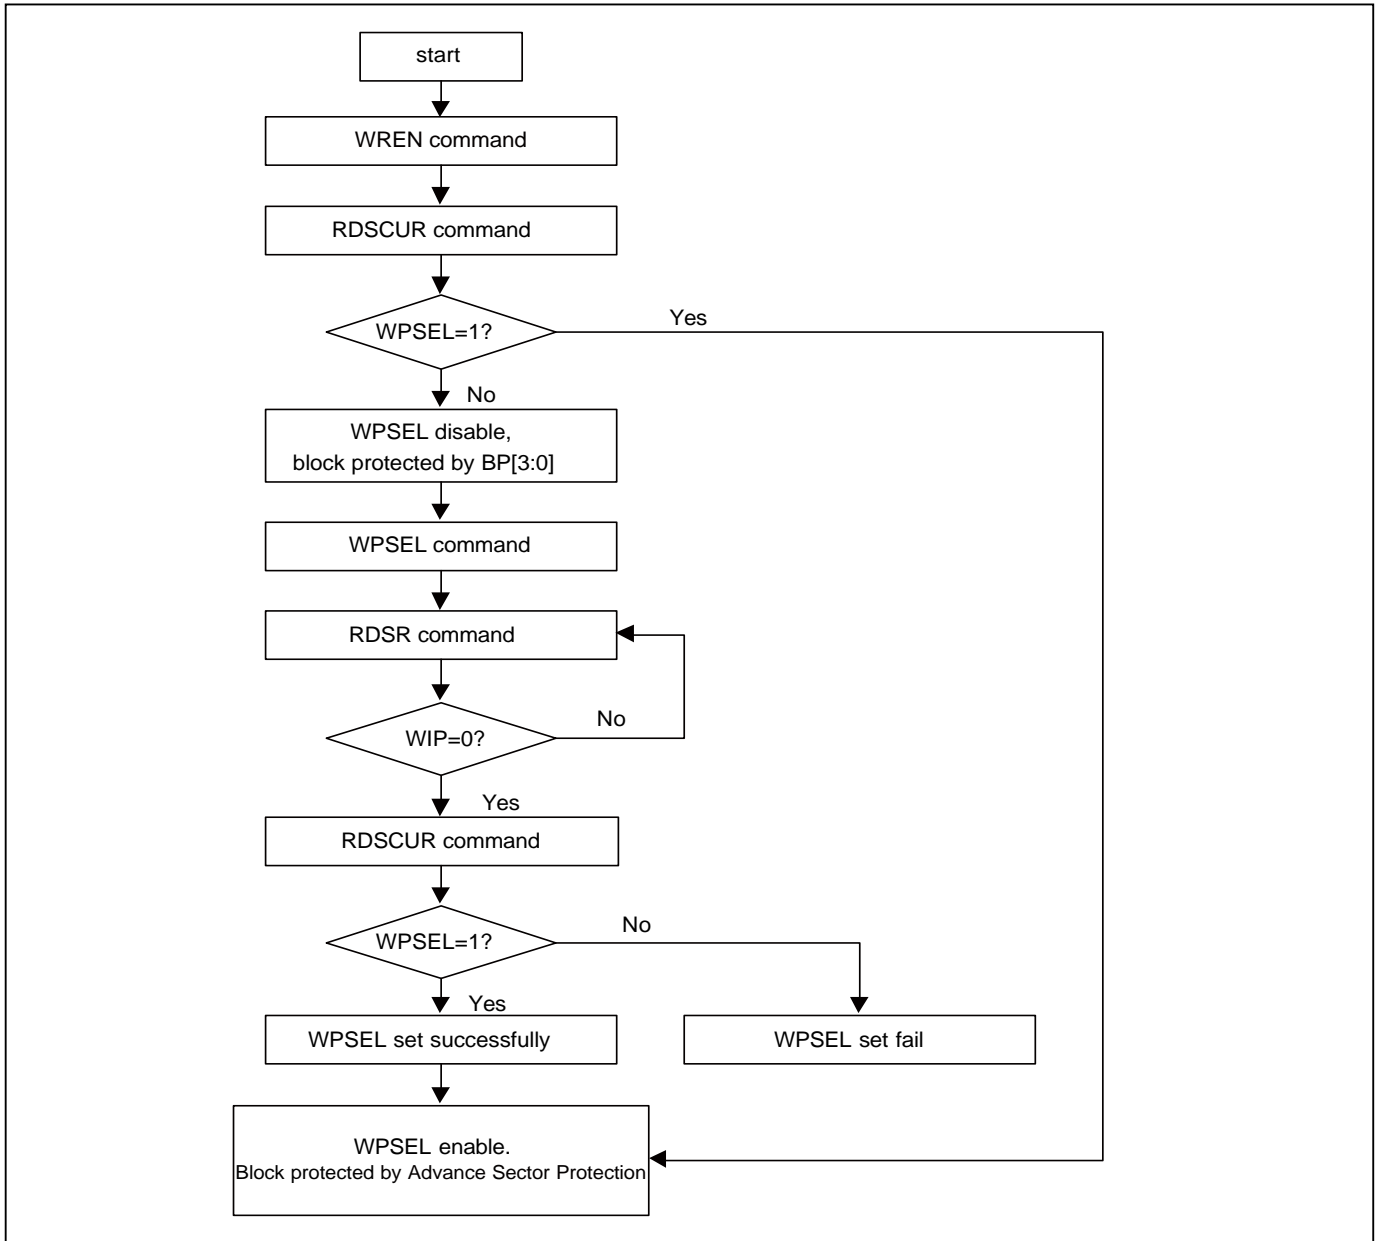 start
WREN command
RDSCUR command
WPSEL=1?
Yes
No
WPSEL disable,
block protected by BP[3:0]
WPSEL command
RDSR command
WIP=0?
No
Yes
RDSCUR command
WPSEL=1?
No
Yes
WPSEL set successfully
WPSEL set fail
WPSEL enable.
Block protected by Advance Sector Protection